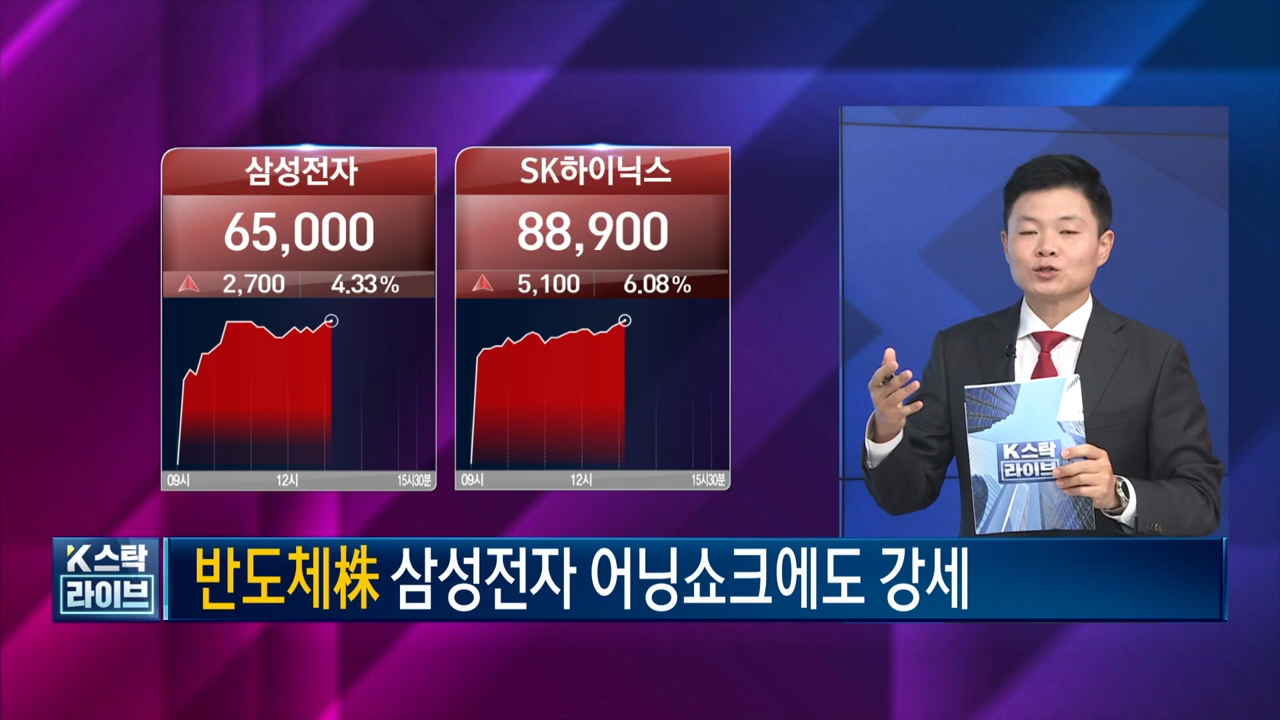 삼성전자
65,000
▲ 2,700 4.33%
09시 12시 15시30분
SK하이닉스
88,900
▲ 5,100 6.08%
09시 12시 15시30분
K스탁
라이브
K스탁
라이브
반도체株 삼성전자 어닝쇼크에도 강세